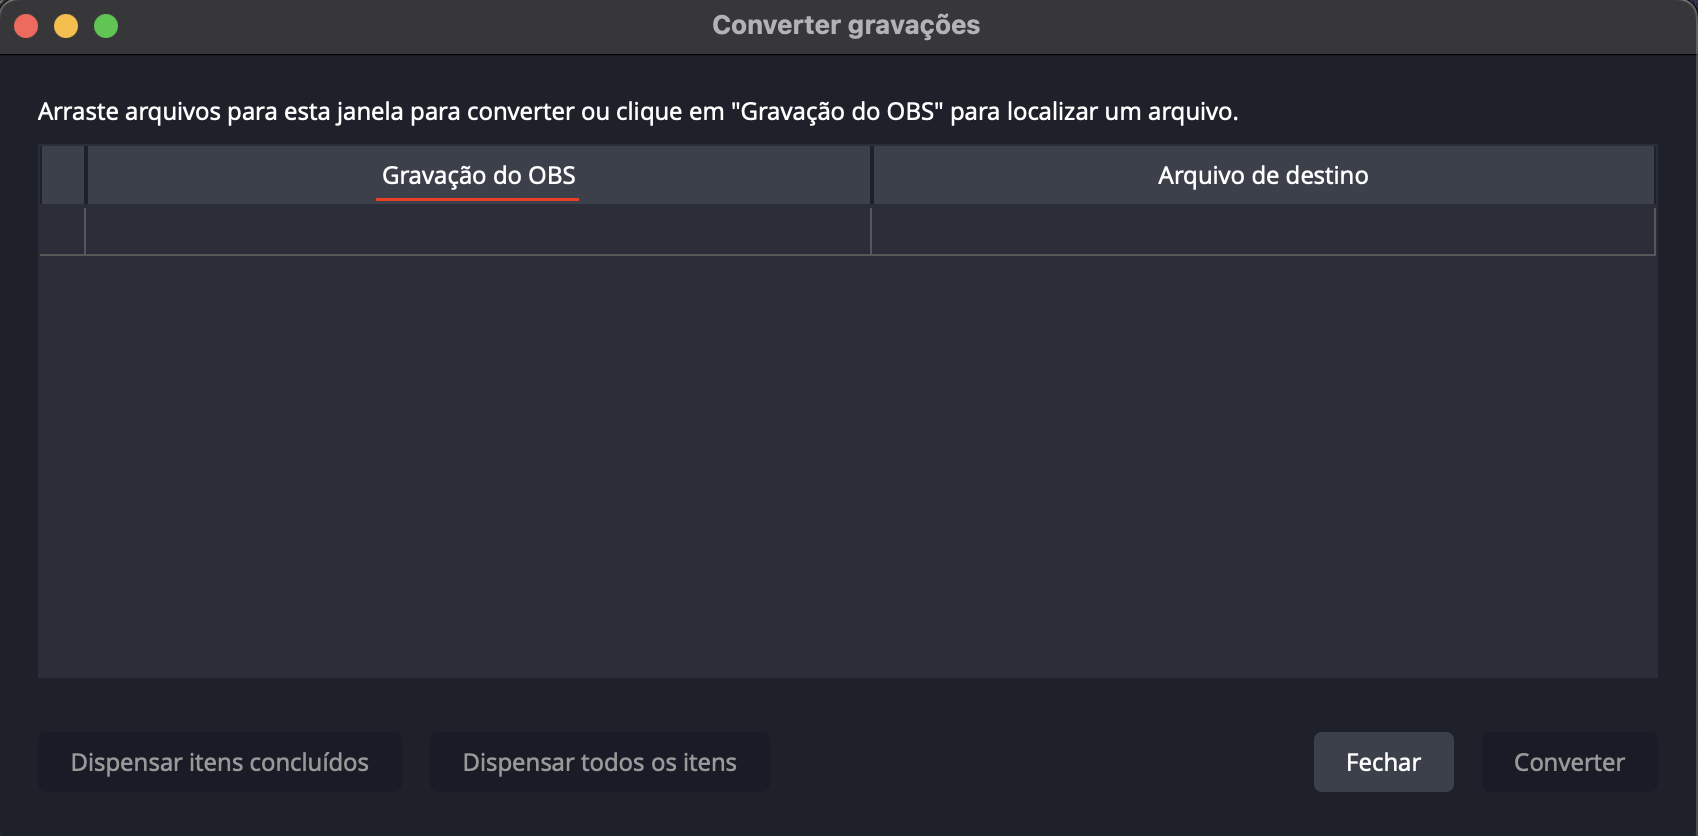 Converter gravações
Arraste arquivos para esta janela para converter ou clique em "Gravação do OBS" para localizar um arquivo.
Gravação do OBS
Arquivo de destino
Dispensar itens concluídos
Dispensar todos os itens
Fechar
Converter